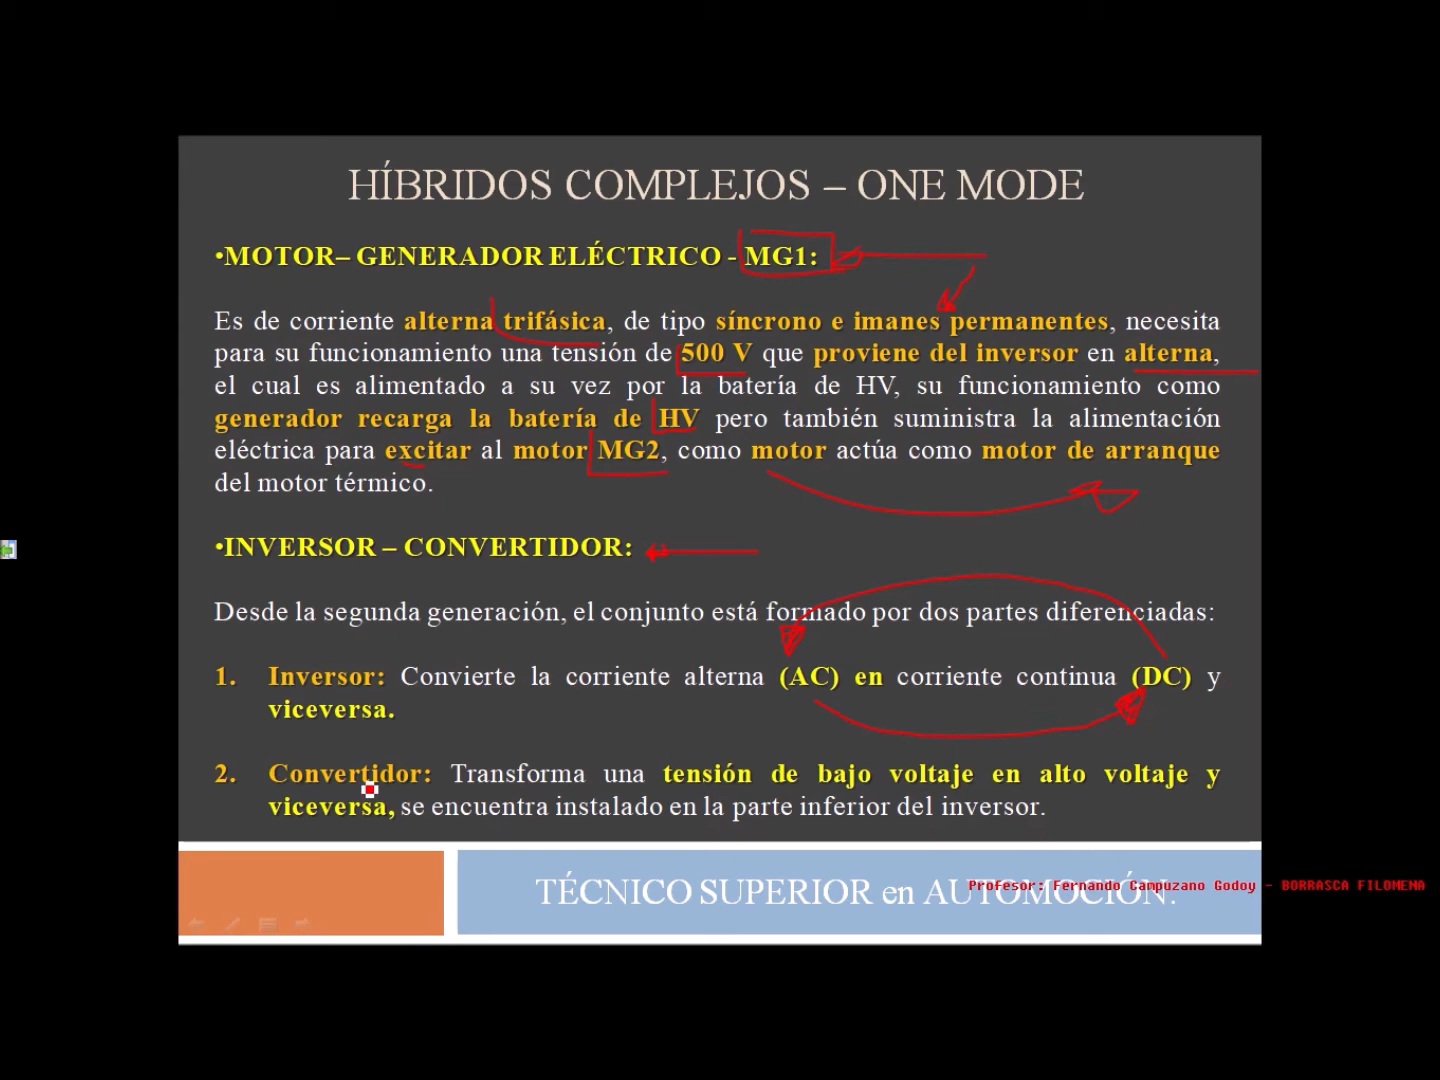 HÍBRIDOS COMPLEJOS – ONE MODE
•MOTOR– GENERADOR ELÉCTRICO - MG1:
Es de corriente alterna trifásica, de tipo síncrono e imanes permanentes, necesita
para su funcionamiento una tensión de 500 V que proviene del inversor en alterna,
el cual es alimentado a su vez por la batería de HV, su funcionamiento como
generador recarga la batería de HV pero también suministra la alimentación
eléctrica para excitar al motor MG2, como motor actúa como motor de arranque
del motor térmico.
•INVERSOR – CONVERTIDOR:
Desde la segunda generación, el conjunto está formado por dos partes diferenciadas:
1. Inversor: Convierte la corriente alterna (AC) en corriente continua (DC) y
viceversa.
2. Convertidor: Transforma una tensión de bajo voltaje en alto voltaje y
viceversa, se encuentra instalado en la parte inferior del inversor.
TÉCNICO SUPERIOR en AUTOMOCIÓN.
Profesor: Fernando Campuzano Godoy - BORRASCA FILOMENA